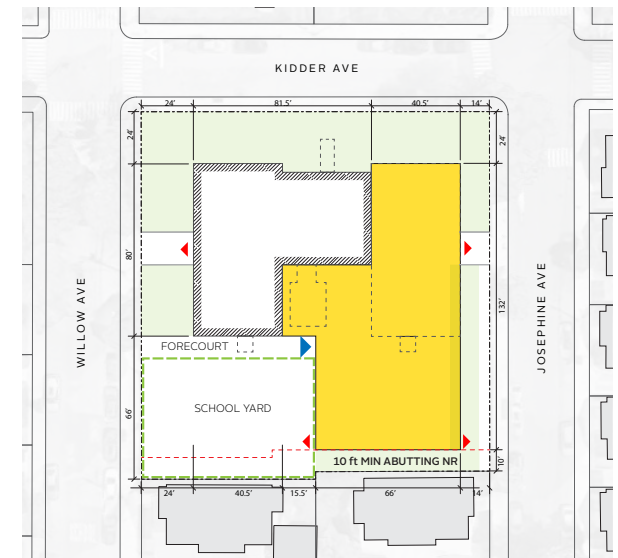 KIDDER AVE
24'
81.5'
40.5'
14'
24'
24'
80'
132'
WILLOW AVE
JOSEPHINE AVE
FORECOURT
SCHOOL YARD
66'
10 ft MIN ABUTTING NR
10'
24'
40.5'
15.5'
66'
14'